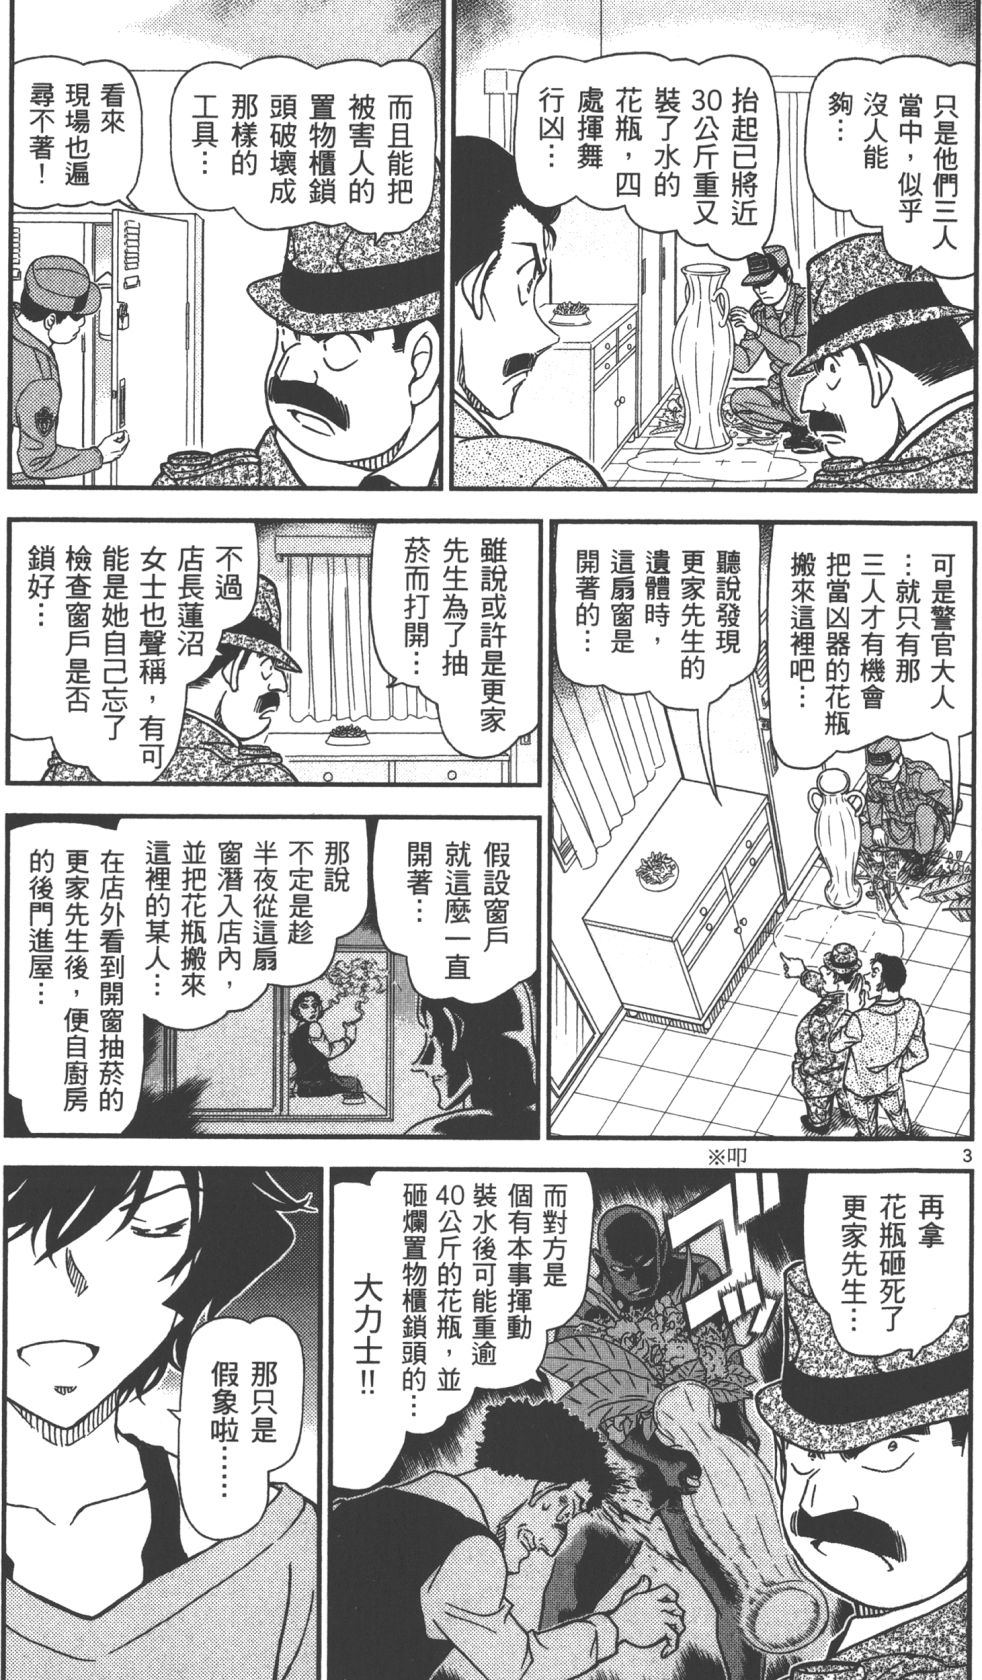 只是他們三人
當中，似乎
沒人能
夠…
抬起已將近
30公斤重又
裝了水的
花瓶，四
處揮舞
行凶…
而且能把
被害人的
置物櫃鎖
頭破壞成
那樣的
工具…
看來
現場也遍
尋不著！
可是警官大人
…就只有那
三人才有機會
把當凶器的花瓶
搬來這裡吧…
聽說發現
更家先生的
遺體時，
這扇窗是
開著的…
雖說或許是更家
先生為了抽
菸而打開…
不過
店長蓮沼
女士也聲稱，有可
能是她自己忘了
檢查窗戶是否
鎖好…
假設窗戶
就這麼一直
開著…
那說
不定是趁
半夜從這扇
窗潛入店內，
並把花瓶搬來
這裡的某人…
在店外看到開窗抽菸的
更家先生後，便自廚房
的後門進屋…
3
※叩
再拿
花瓶砸死了
更家先生…
而對方是
個有本事揮動
裝水後可能重逾
40公斤的花瓶，並
砸爛置物櫃鎖頭的…
大力士!!
那只是
假象啦……